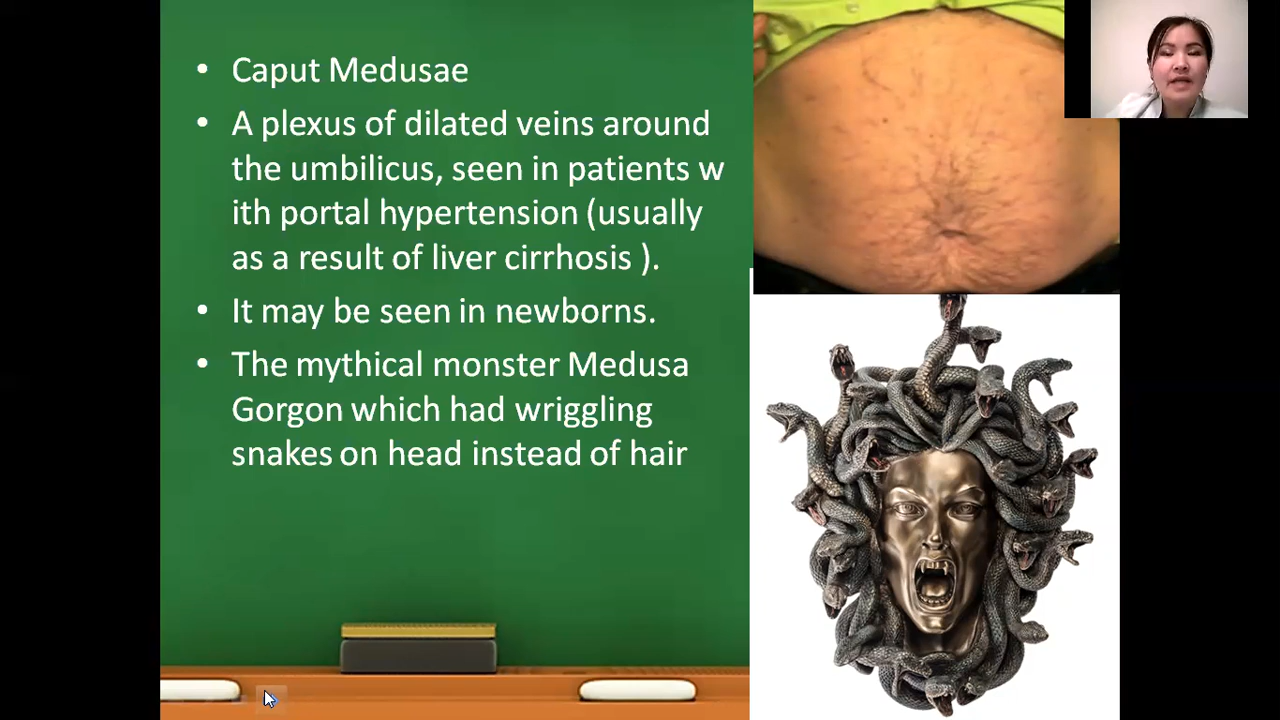 • Caput Medusae
• A plexus of dilated veins around
the umbilicus, seen in patients w
ith portal hypertension (usually
as a result of liver cirrhosis ).
• It may be seen in newborns.
• The mythical monster Medusa
Gorgon which had wriggling
snakes on head instead of hair